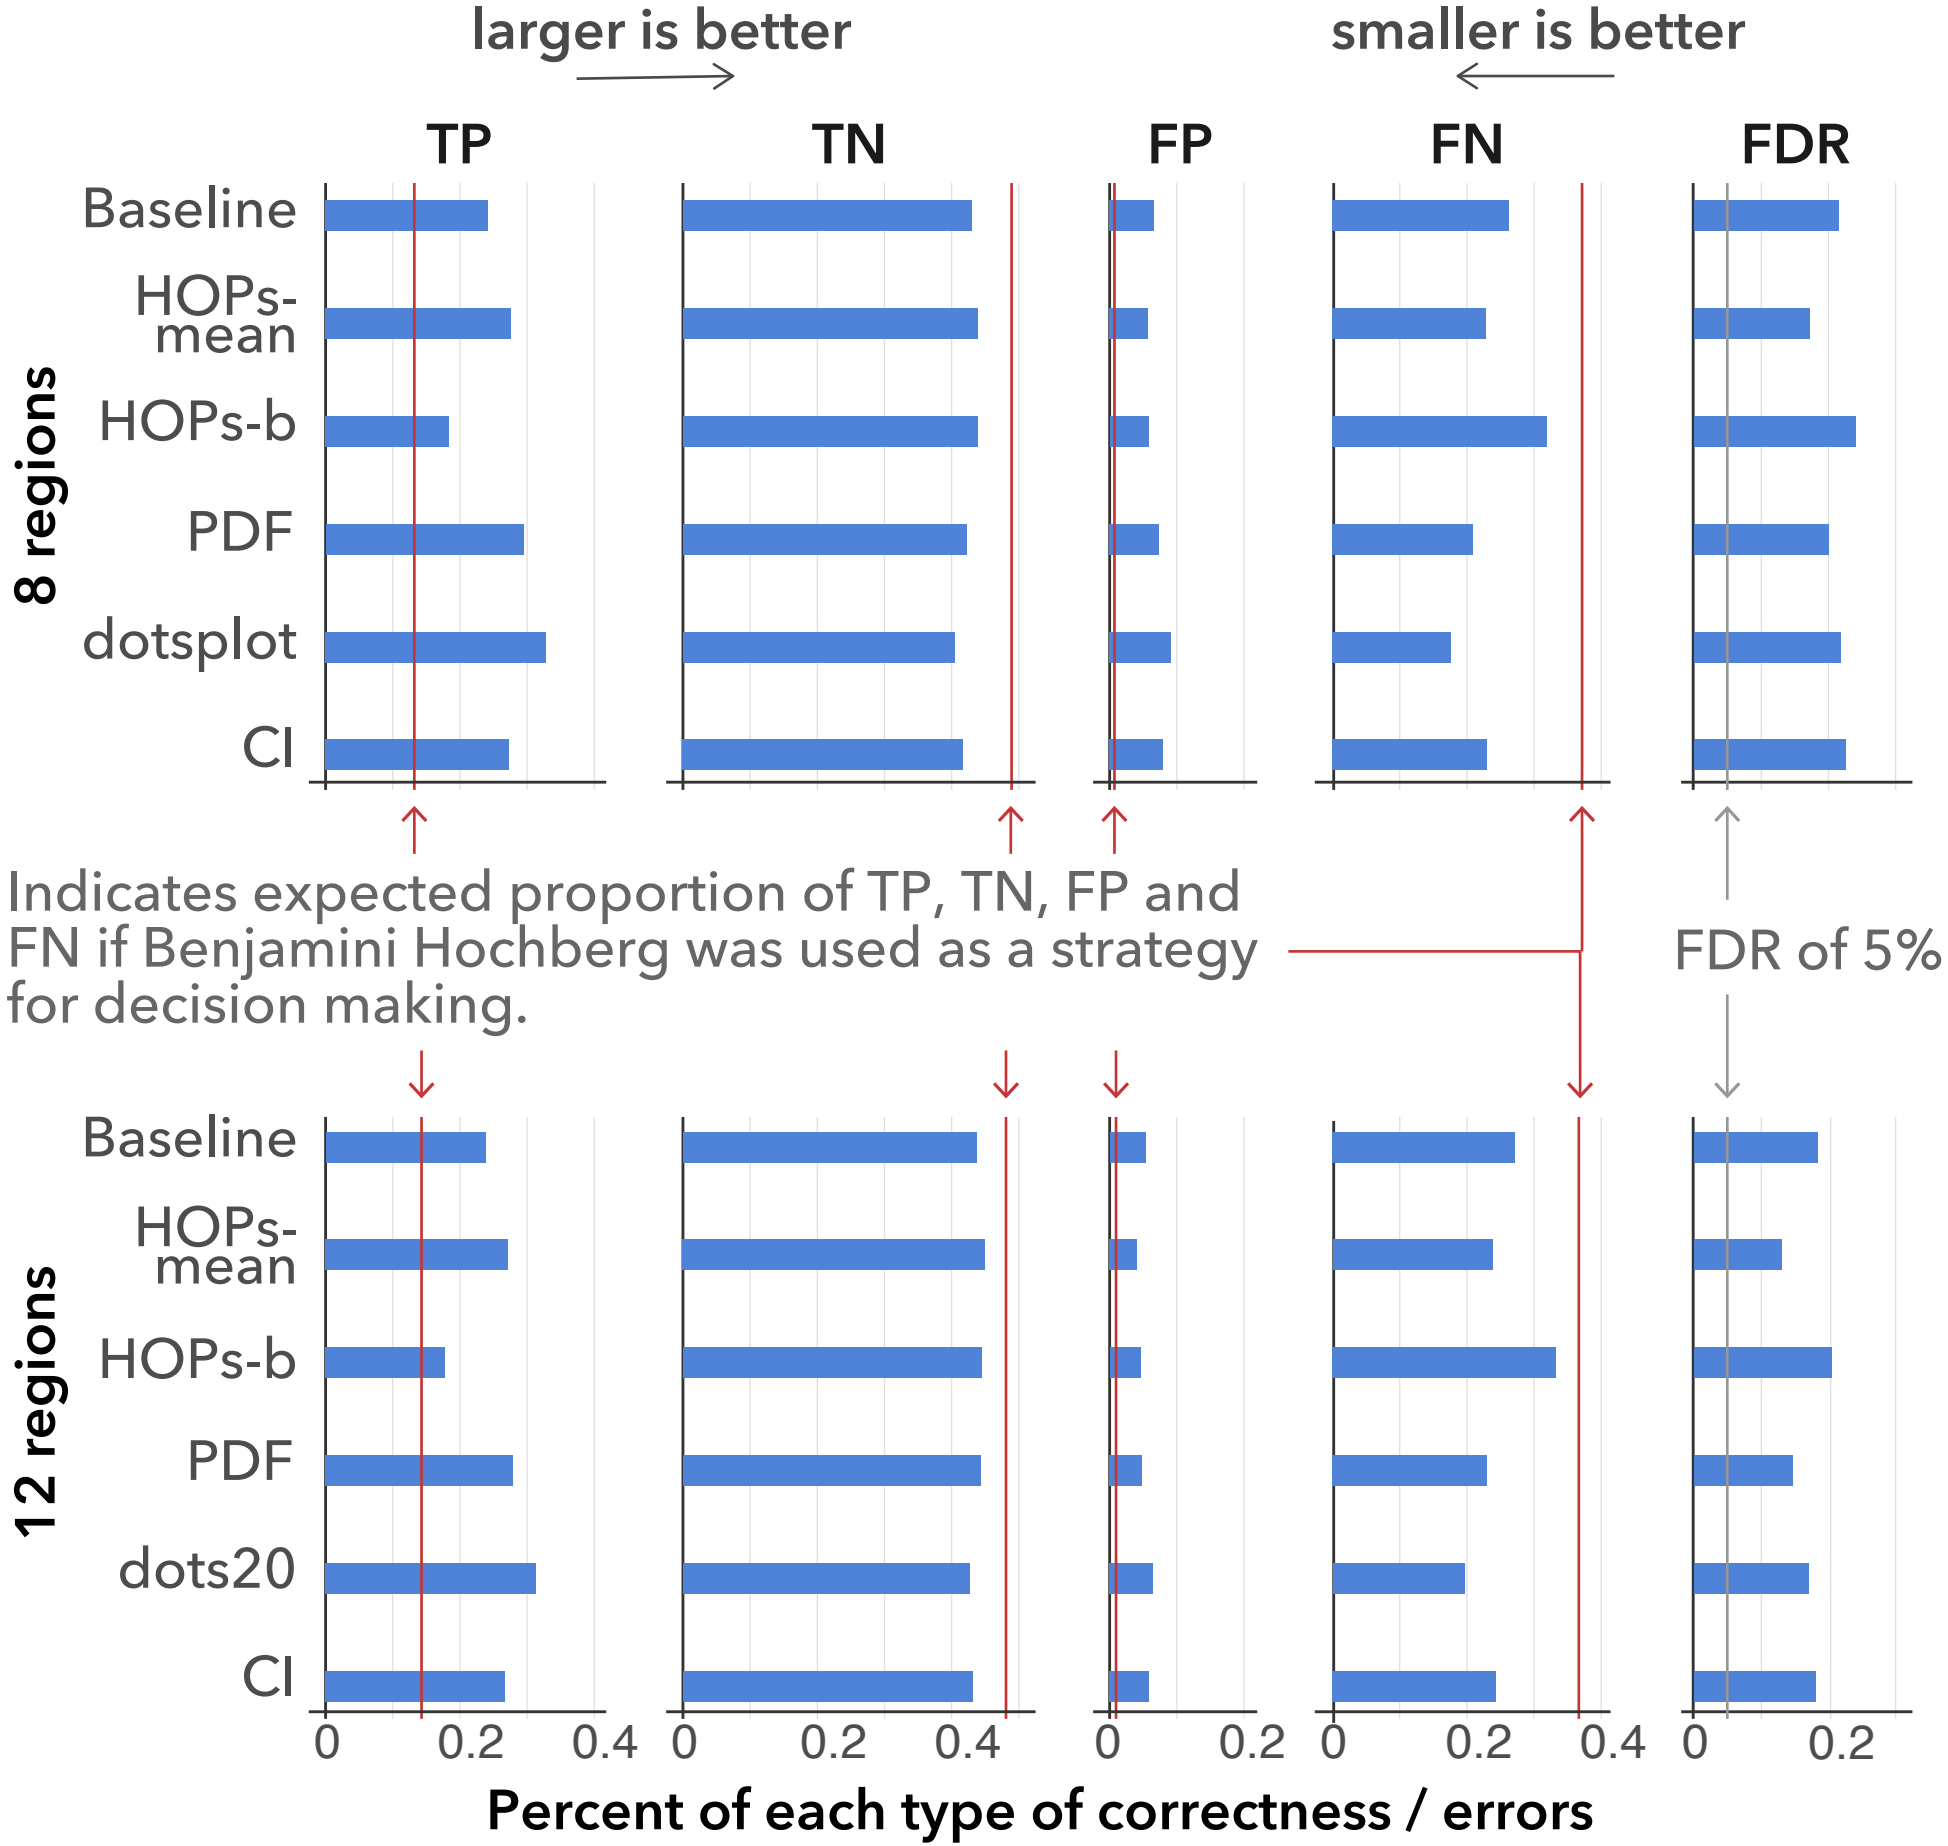 larger is better
smaller is better
TP TN FP FN FDR
8 regions
Baseline
HOPs-
mean
HOPs-b
PDF
dotsplot
CI
Indicates expected proportion of TP, TN, FP and
FN if Benjamini Hochberg was used as a strategy
for decision making.
FDR of 5%
12 regions
Baseline
HOPs-
mean
HOPs-b
PDF
dots20
CI
0 0.2 0.4 0 0.2 0.4 0 0.2 0 0.2 0.4 0 0.2
Percent of each type of correctness / errors